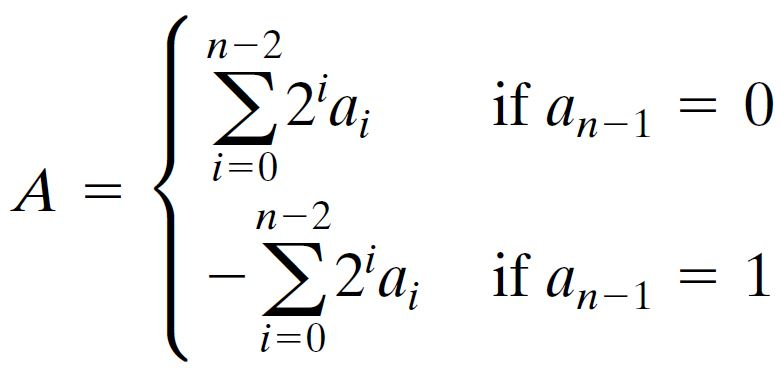 A = { ∑_{i=0}^{n−2} 2^i a_i if a_{n−1} = 0
− ∑_{i=0}^{n−2} 2^i a_i if a_{n−1} = 1